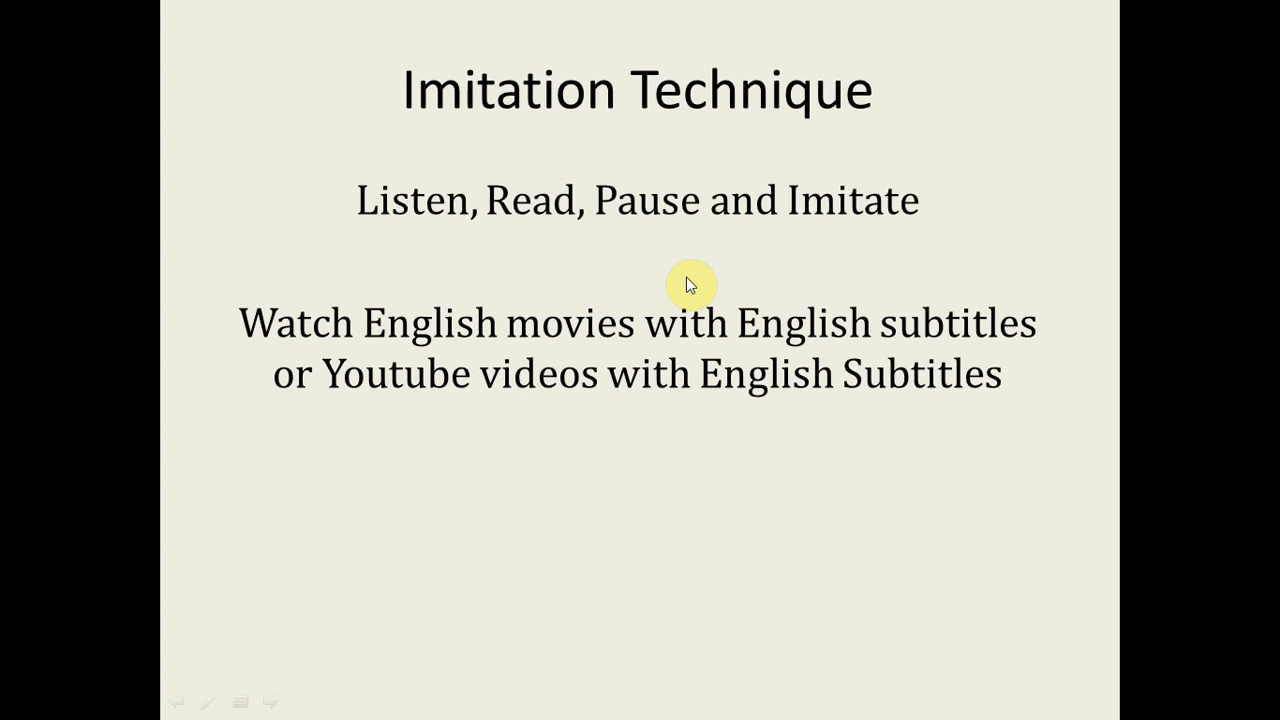 Imitation Technique
Listen, Read, Pause and Imitate
Watch English movies with English subtitles
or Youtube videos with English Subtitles